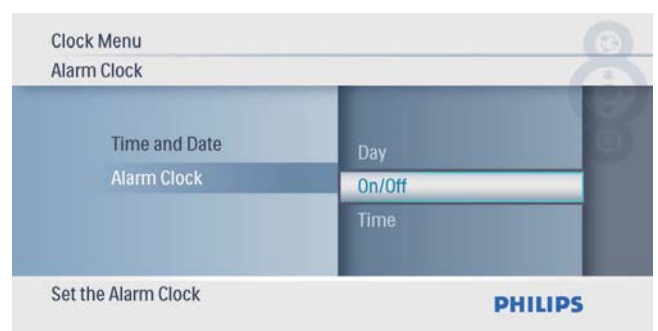 Clock Menu
Alarm Clock
Time and Date
Alarm Clock
Day
On/Off
Time
Set the Alarm Clock
PHILIPS